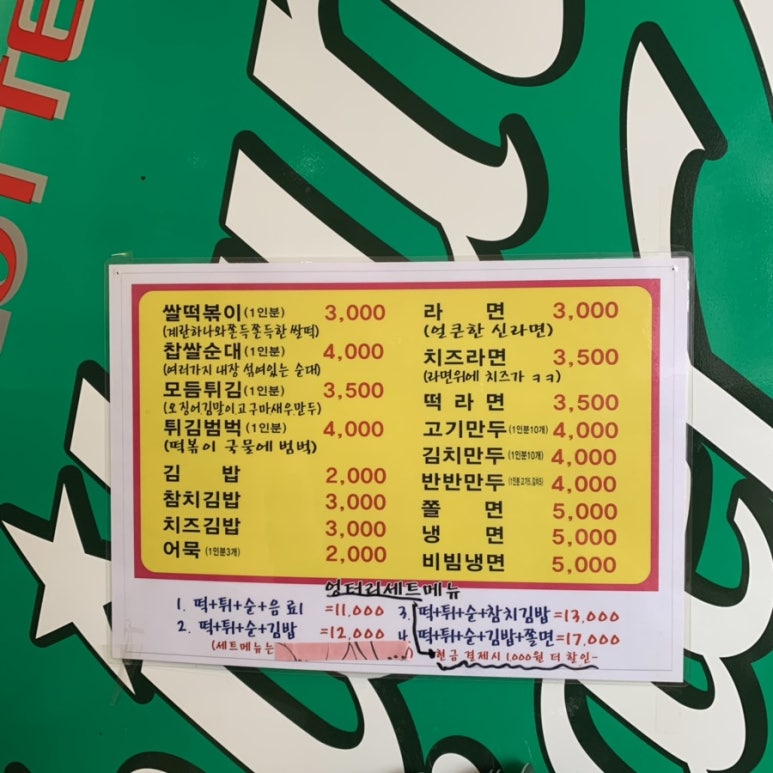 LOTTE
쌀떡볶이(1인분) 3,000
(계란하나와쫀득쫀득한 쌀떡)
찹쌀순대(1인분) 4,000
(여러가지 내장 섞여있는 순대)
모듬튀김(1인분) 3,500
(오징어.김말이.고구마.새우.만두)
튀김범벅(1인분) 4,000
(떡볶이 국물에 범벅)
김 밥 2,000
참치김밥 3,000
치즈김밥 3,000
어묵(1인분3개) 2,000
라 면 3,000
(얼큰한 신라면)
치즈라면 3,500
(라면위에 치즈가 ㅋㅋ)
떡 라 면 3,500
고기만두(1인분10개) 4,000
김치만두(1인분10개) 4,000
반반만두 4,000
쫄 면 5,000
냉 면 5,000
비빔냉면 5,000
엉터리세트메뉴
1. 떡+튀+순+음료1 =11,000
2. 떡+튀+순+김밥 =12,000
(세트메뉴는
3. 떡+튀+순+참치김밥=13,000
4. 떡+튀+순+김밥+쫄면=17,000
현금 결제시 1,000원 더 할인~